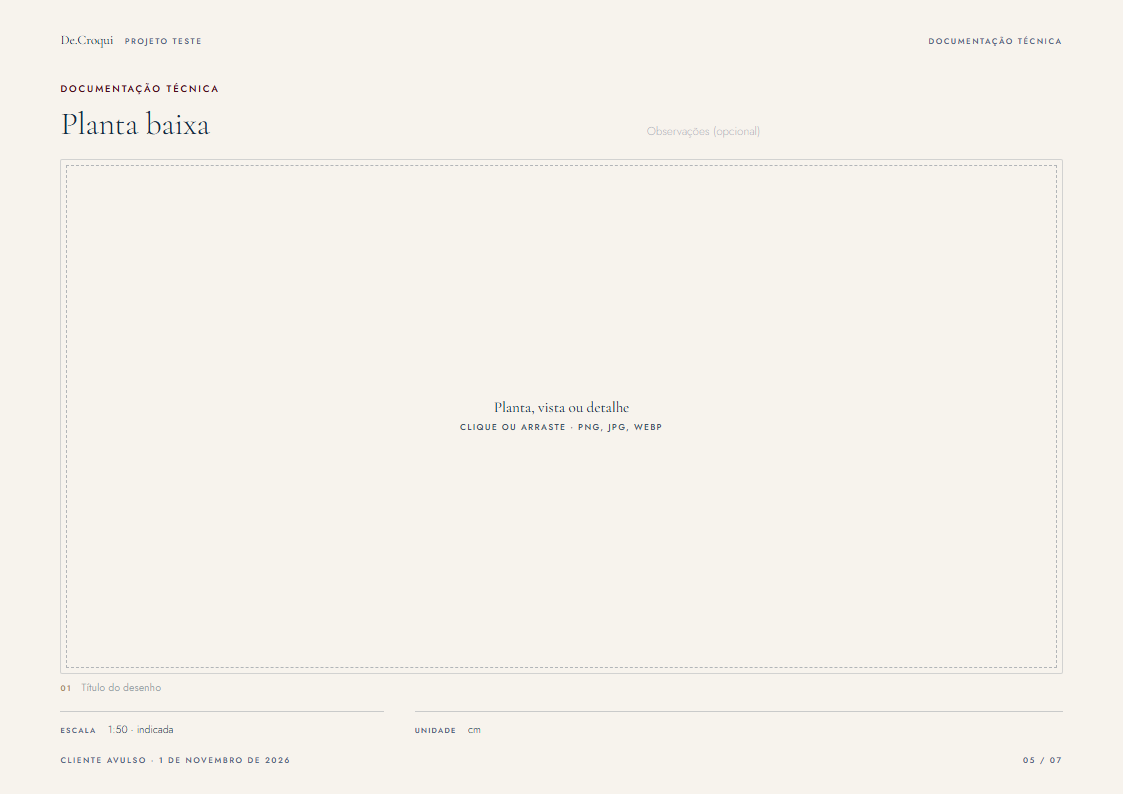 De.Croqui PROJETO TESTE DOCUMENTAÇÃO TÉCNICA
DOCUMENTAÇÃO TÉCNICA
Planta baixa
Observações (opcional)
Planta, vista ou detalhe
CLIQUE OU ARRASTE · PNG, JPG, WEBP
01 Título do desenho
ESCALA 1:50 · indicada UNIDADE cm
CLIENTE AVULSO · 1 DE NOVEMBRO DE 2026 05 / 07